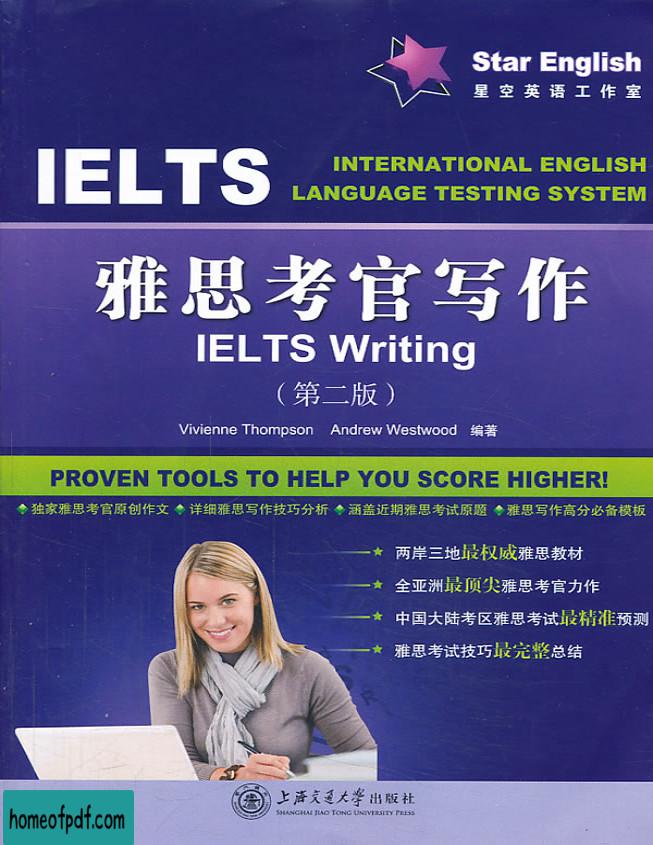 Star English
星空英语工作室
IELTS
INTERNATIONAL ENGLISH
LANGUAGE TESTING SYSTEM
雅思考官写作
IELTS Writing
（第二版）
Vivienne Thompson Andrew Westwood 编著
PROVEN TOOLS TO HELP YOU SCORE HIGHER!
独家雅思考官原创作文 详细雅思写作技巧分析 涵盖近期雅思考试原题 雅思写作高分必备模板
两岸三地最权威雅思教材
全亚洲最顶尖雅思考官力作
中国大陆考区雅思考试最精准预测
雅思考试技巧最完整总结
上海交通大学出版社
SHANGHAI JIAO TONG UNIVERSITY PRESS
homeofpdf.com